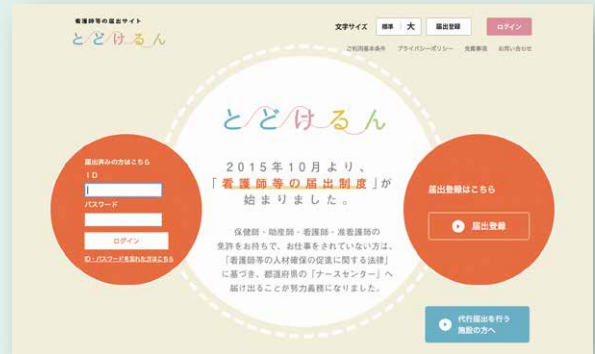 看護師等の届出サイト
とどけるん
文字サイズ 標準 大 届出登録 ログイン
ご利用基本条件 プライバシーポリシー 免責事項 お問い合わせ
とどけるん
2015年10月より、
「看護師等の届出制度」が
始まりました。
保健師・助産師・看護師・准看護師の
免許をお持ちで、お仕事をされていない方は、
「看護師等の人材確保の促進に関する法律」
に基づき、都道府県の「ナースセンター」へ
届け出ることが努力義務になりました。
届出済みの方はこちら
ID
パスワード
ログイン
ID・パスワードを忘れた方はこちら
届出登録はこちら
届出登録
代行届出を行う
施設の方へ